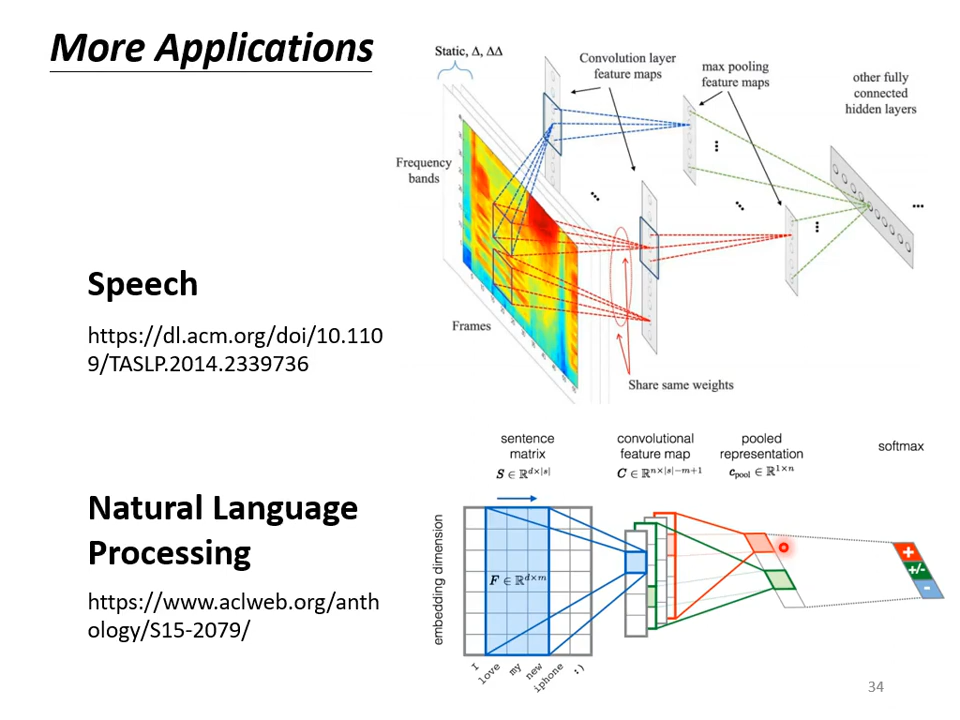 More Applications
Static, Δ, ΔΔ
Convolution layer
feature maps
max pooling
feature maps
other fully
connected
hidden layers
Frequency
bands
Frames
Share same weights
Speech
https://dl.acm.org/doi/10.110
9/TASLP.2014.2339736
Natural Language
Processing
https://www.aclweb.org/anth
ology/S15-2079/
sentence
matrix
S ∈ ℝ^{d×|s|}
convolutional
feature map
C ∈ ℝ^{n×|s|−m+1}
pooled
representation
c_{pool} ∈ ℝ^{1×n}
softmax
embedding dimension
F ∈ ℝ^{d×m}
+
+/-
-
I
love
my
new
iphone
:)
34